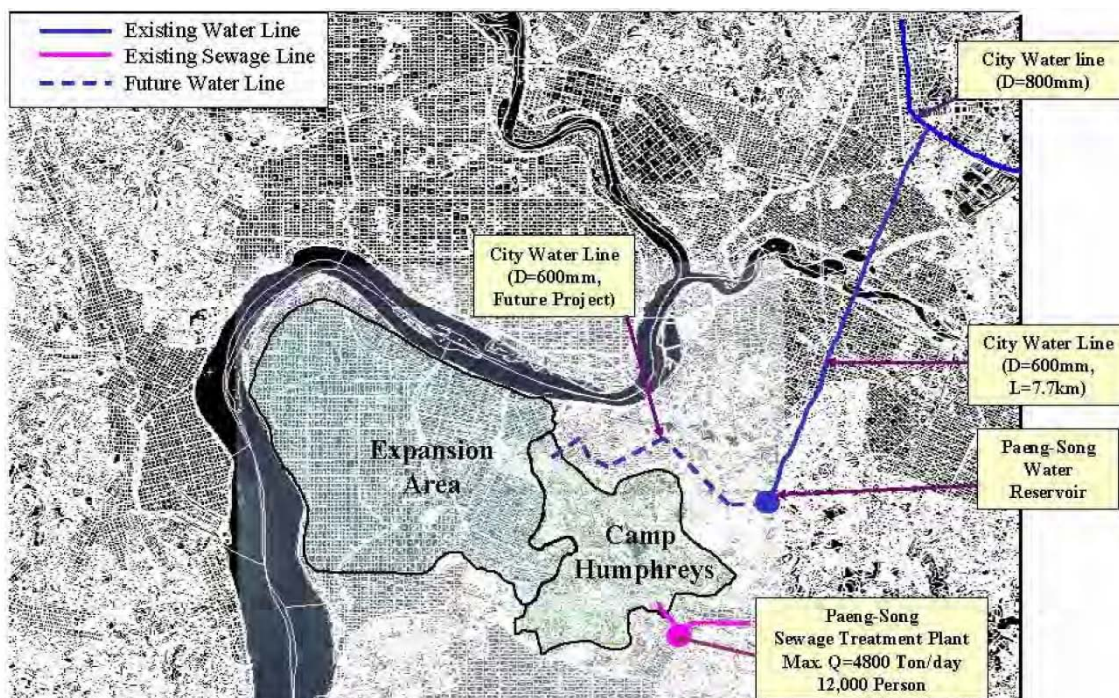 Existing Water Line
Existing Sewage Line
Future Water Line
City Water line
(D=800mm)
City Water Line
(D=600mm,
Future Project)
City Water Line
(D=600mm,
L=7.7km)
Expansion
Area
Paeng-Song
Water
Reservoir
Camp
Humphreys
Paeng-Song
Sewage Treatment Plant
Max. Q=4800 Ton/day
12,000 Person